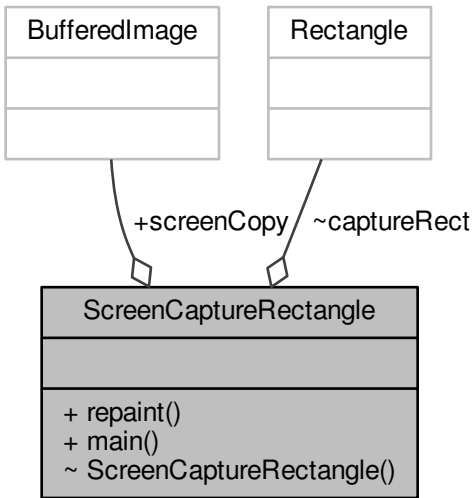 BufferedImage
Rectangle
+screenCopy
~captureRect
ScreenCaptureRectangle
+ repaint()
+ main()
~ ScreenCaptureRectangle()